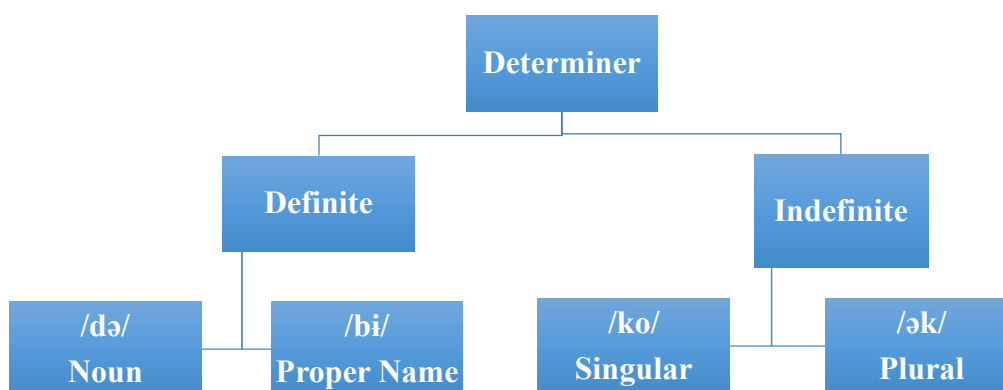 Determiner
Definite
Indefinite
/də/
Noun
/bɨ/
Proper Name
/ko/
Singular
/ək/
Plural